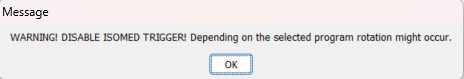 Message
WARNING! DISABLE ISOMED TRIGGER! Depending on the selected program rotation might occur.
OK